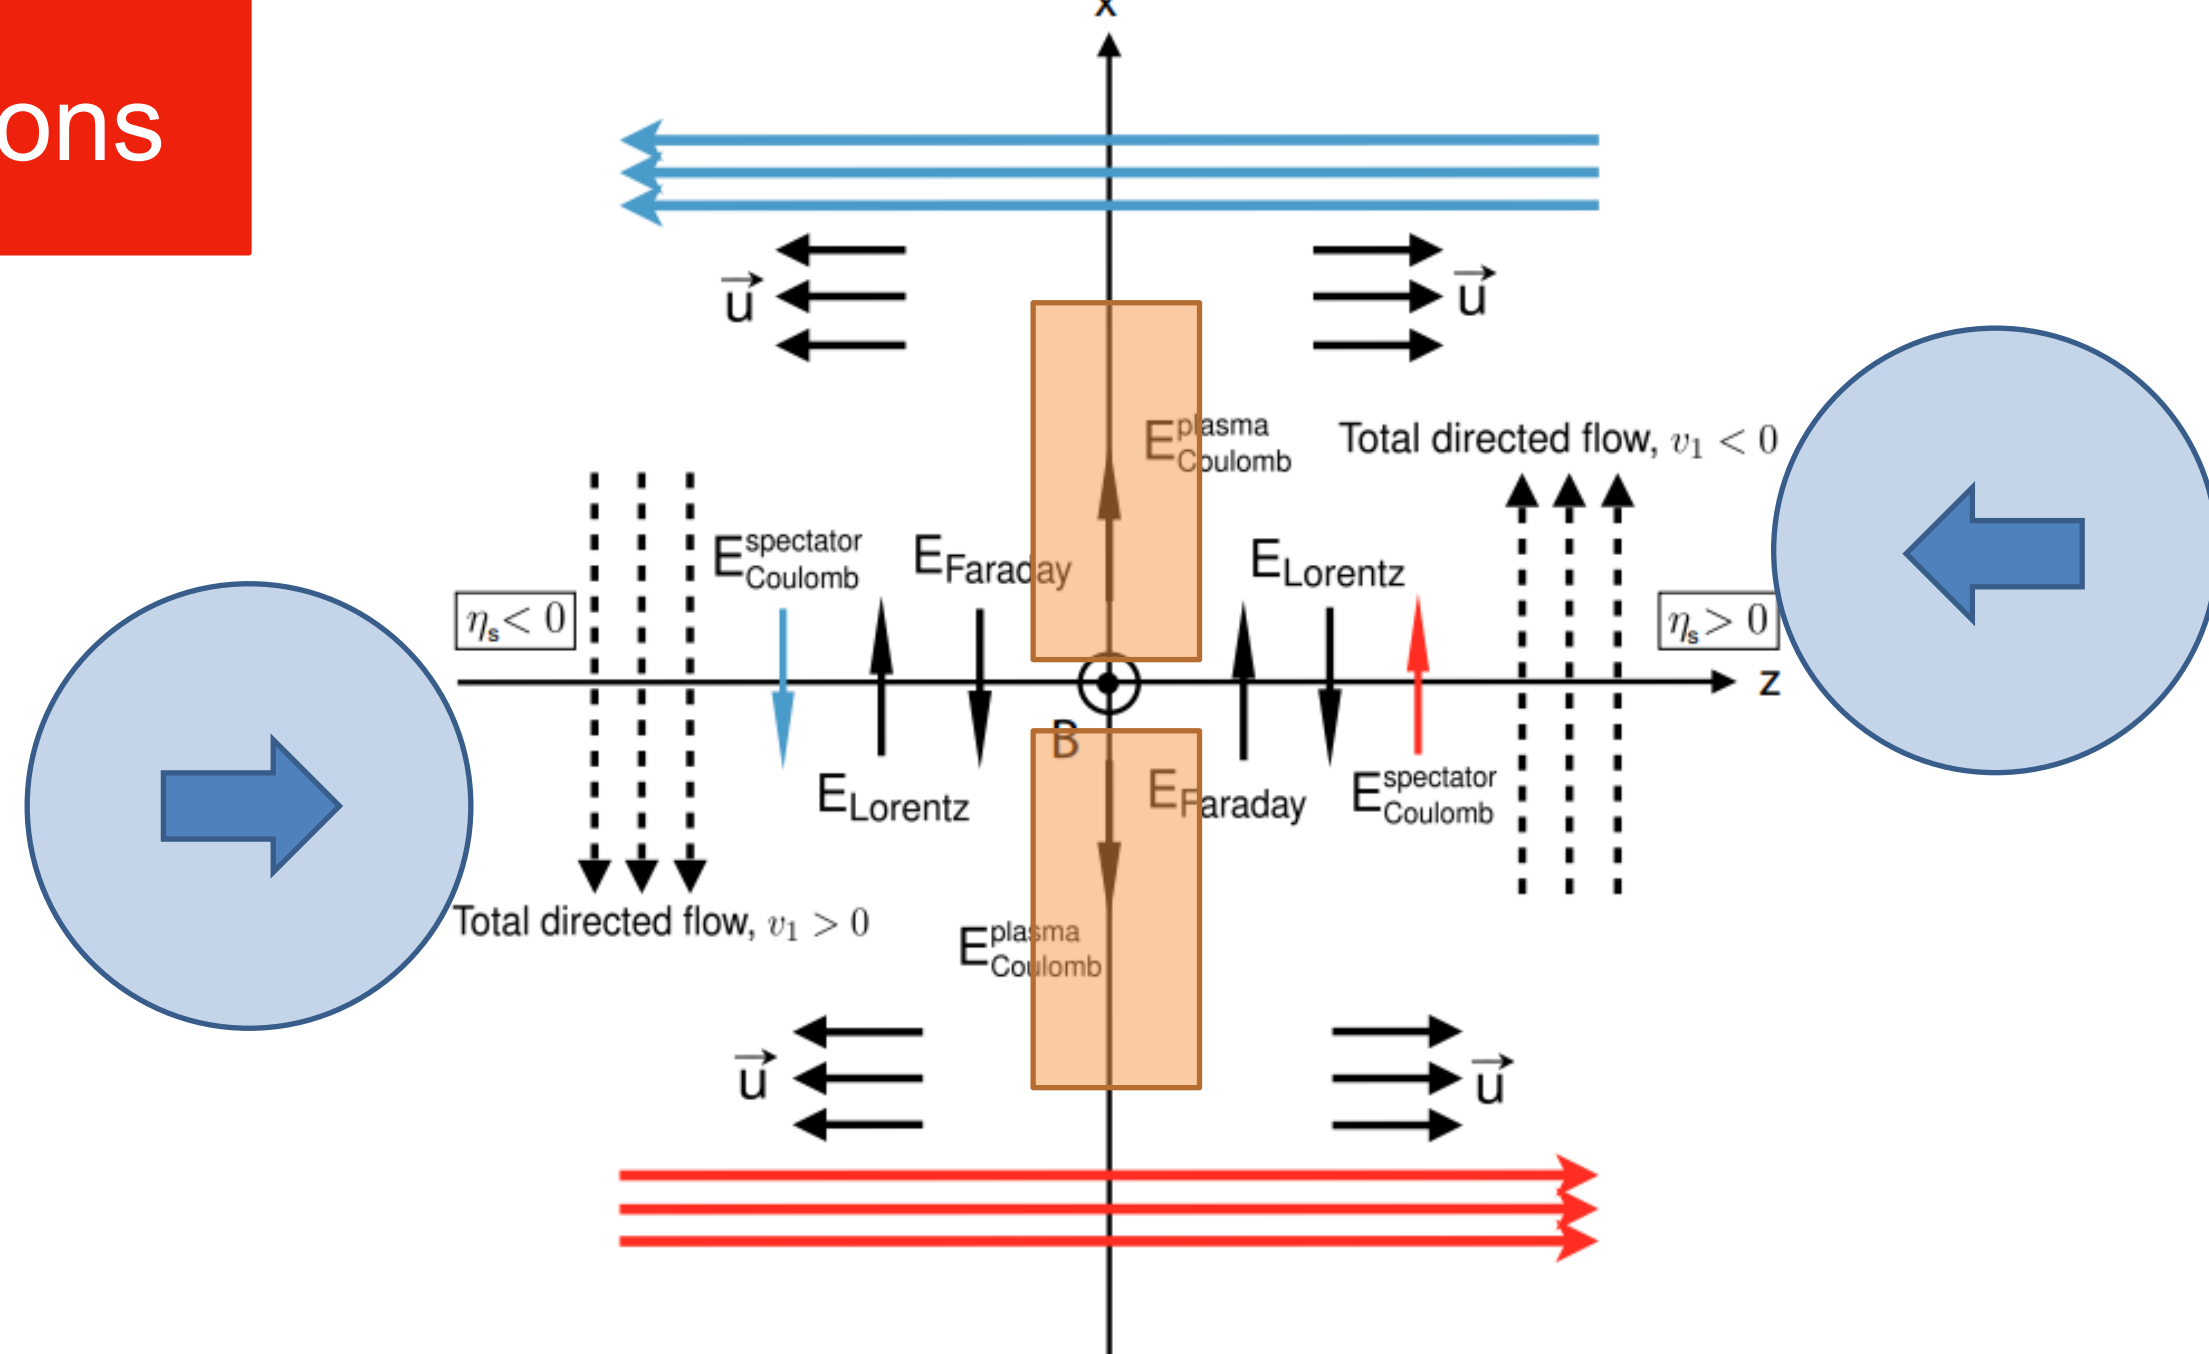 ons
x
u
u
E plasma Coulomb
Total directed flow, v₁ < 0
E spectator Coulomb
E Faraday
E Lorentz
ηₛ < 0
ηₛ > 0
z
B
E Lorentz
E Faraday
E spectator Coulomb
Total directed flow, v₁ > 0
E plasma Coulomb
u
u